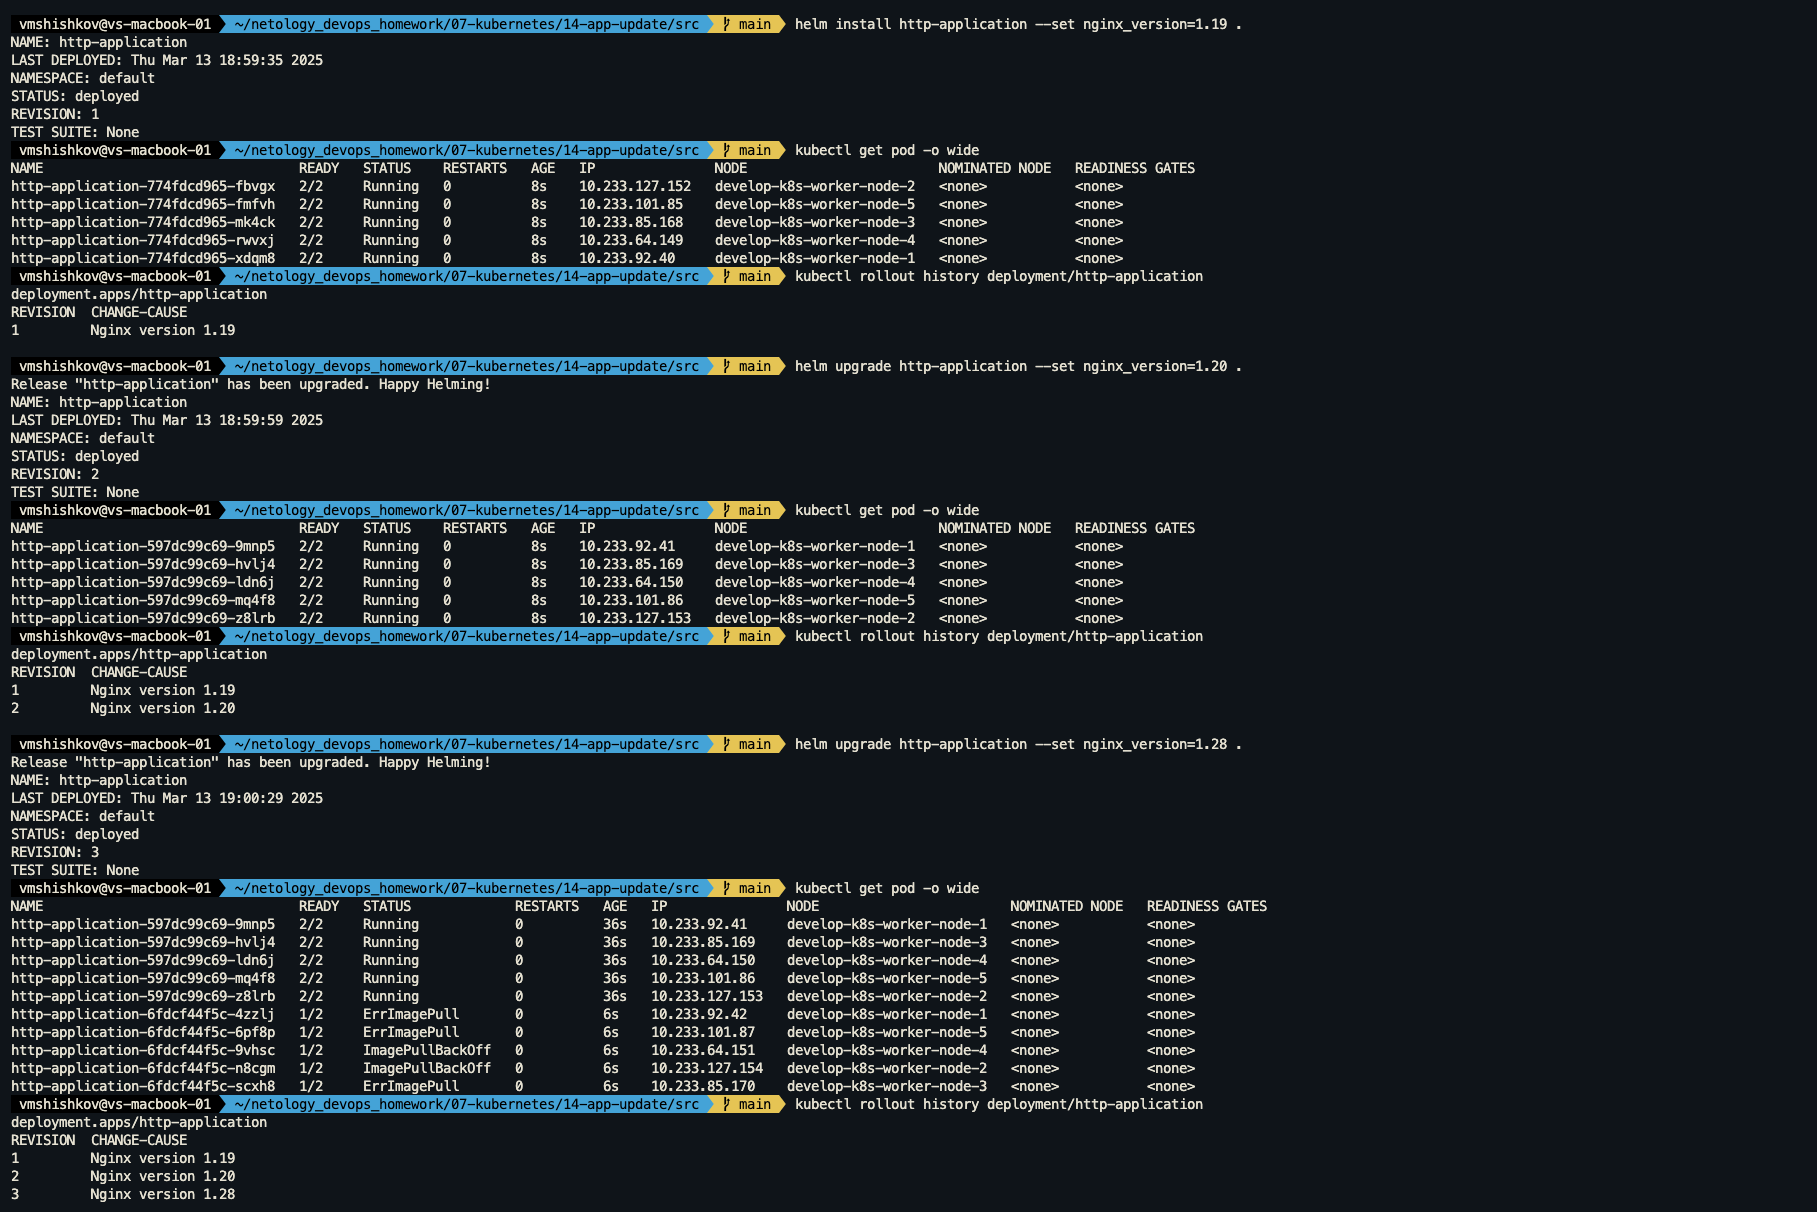 vmshishkov@vs-macbook-01 ~/netology_devops_homework/07-kubernetes/14-app-update/src main helm install http-application --set nginx_version=1.19 .
NAME: http-application
LAST DEPLOYED: Thu Mar 13 18:59:35 2025
NAMESPACE: default
STATUS: deployed
REVISION: 1
TEST SUITE: None
vmshishkov@vs-macbook-01 ~/netology_devops_homework/07-kubernetes/14-app-update/src main kubectl get pod -o wide
NAME READY STATUS RESTARTS AGE IP NODE NOMINATED NODE READINESS GATES
http-application-774fdcd965-fbvgx 2/2 Running 0 8s 10.233.127.152 develop-k8s-worker-node-2 <none> <none>
http-application-774fdcd965-fmfvh 2/2 Running 0 8s 10.233.101.85 develop-k8s-worker-node-5 <none> <none>
http-application-774fdcd965-mk4ck 2/2 Running 0 8s 10.233.85.168 develop-k8s-worker-node-3 <none> <none>
http-application-774fdcd965-rwvxj 2/2 Running 0 8s 10.233.64.149 develop-k8s-worker-node-4 <none> <none>
http-application-774fdcd965-xdqm8 2/2 Running 0 8s 10.233.92.40 develop-k8s-worker-node-1 <none> <none>
vmshishkov@vs-macbook-01 ~/netology_devops_homework/07-kubernetes/14-app-update/src main kubectl rollout history deployment/http-application
deployment.apps/http-application
REVISION CHANGE-CAUSE
1 Nginx version 1.19
vmshishkov@vs-macbook-01 ~/netology_devops_homework/07-kubernetes/14-app-update/src main helm upgrade http-application --set nginx_version=1.20 .
Release "http-application" has been upgraded. Happy Helming!
NAME: http-application
LAST DEPLOYED: Thu Mar 13 18:59:59 2025
NAMESPACE: default
STATUS: deployed
REVISION: 2
TEST SUITE: None
vmshishkov@vs-macbook-01 ~/netology_devops_homework/07-kubernetes/14-app-update/src main kubectl get pod -o wide
NAME READY STATUS RESTARTS AGE IP NODE NOMINATED NODE READINESS GATES
http-application-597dc99c69-9mnp5 2/2 Running 0 8s 10.233.92.41 develop-k8s-worker-node-1 <none> <none>
http-application-597dc99c69-hvlj4 2/2 Running 0 8s 10.233.85.169 develop-k8s-worker-node-3 <none> <none>
http-application-597dc99c69-ldn6j 2/2 Running 0 8s 10.233.64.150 develop-k8s-worker-node-4 <none> <none>
http-application-597dc99c69-mq4f8 2/2 Running 0 8s 10.233.101.86 develop-k8s-worker-node-5 <none> <none>
http-application-597dc99c69-z8lrb 2/2 Running 0 8s 10.233.127.153 develop-k8s-worker-node-2 <none> <none>
vmshishkov@vs-macbook-01 ~/netology_devops_homework/07-kubernetes/14-app-update/src main kubectl rollout history deployment/http-application
deployment.apps/http-application
REVISION CHANGE-CAUSE
1 Nginx version 1.19
2 Nginx version 1.20
vmshishkov@vs-macbook-01 ~/netology_devops_homework/07-kubernetes/14-app-update/src main helm upgrade http-application --set nginx_version=1.28 .
Release "http-application" has been upgraded. Happy Helming!
NAME: http-application
LAST DEPLOYED: Thu Mar 13 19:00:29 2025
NAMESPACE: default
STATUS: deployed
REVISION: 3
TEST SUITE: None
vmshishkov@vs-macbook-01 ~/netology_devops_homework/07-kubernetes/14-app-update/src main kubectl get pod -o wide
NAME READY STATUS RESTARTS AGE IP NODE NOMINATED NODE READINESS GATES
http-application-597dc99c69-9mnp5 2/2 Running 0 36s 10.233.92.41 develop-k8s-worker-node-1 <none> <none>
http-application-597dc99c69-hvlj4 2/2 Running 0 36s 10.233.85.169 develop-k8s-worker-node-3 <none> <none>
http-application-597dc99c69-ldn6j 2/2 Running 0 36s 10.233.64.150 develop-k8s-worker-node-4 <none> <none>
http-application-597dc99c69-mq4f8 2/2 Running 0 36s 10.233.101.86 develop-k8s-worker-node-5 <none> <none>
http-application-597dc99c69-z8lrb 2/2 Running 0 36s 10.233.127.153 develop-k8s-worker-node-2 <none> <none>
http-application-6fdcf44f5c-4zzlj 1/2 ErrImagePull 0 6s 10.233.92.42 develop-k8s-worker-node-1 <none> <none>
http-application-6fdcf44f5c-6pf8p 1/2 ErrImagePull 0 6s 10.233.101.87 develop-k8s-worker-node-5 <none> <none>
http-application-6fdcf44f5c-9vhsc 1/2 ImagePullBackOff 0 6s 10.233.64.151 develop-k8s-worker-node-4 <none> <none>
http-application-6fdcf44f5c-n8cgm 1/2 ImagePullBackOff 0 6s 10.233.127.154 develop-k8s-worker-node-2 <none> <none>
http-application-6fdcf44f5c-scxh8 1/2 ErrImagePull 0 6s 10.233.85.170 develop-k8s-worker-node-3 <none> <none>
vmshishkov@vs-macbook-01 ~/netology_devops_homework/07-kubernetes/14-app-update/src main kubectl rollout history deployment/http-application
deployment.apps/http-application
REVISION CHANGE-CAUSE
1 Nginx version 1.19
2 Nginx version 1.20
3 Nginx version 1.28